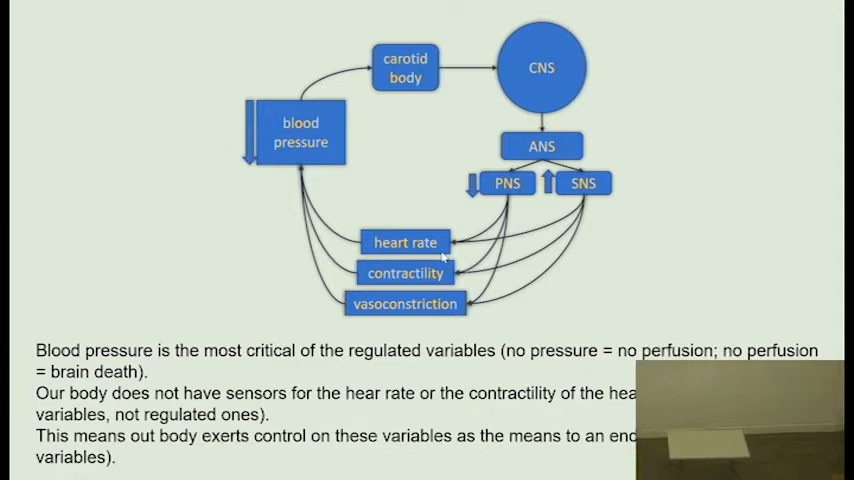 carotid
body
CNS
blood
pressure
ANS
PNS
SNS
heart rate
contractility
vasoconstriction
Blood pressure is the most critical of the regulated variables (no pressure = no perfusion; no perfusion
= brain death).
Our body does not have sensors for the hear rate or the contractility of the hea
variables, not regulated ones).
This means out body exerts control on these variables as the means to an end
variables).